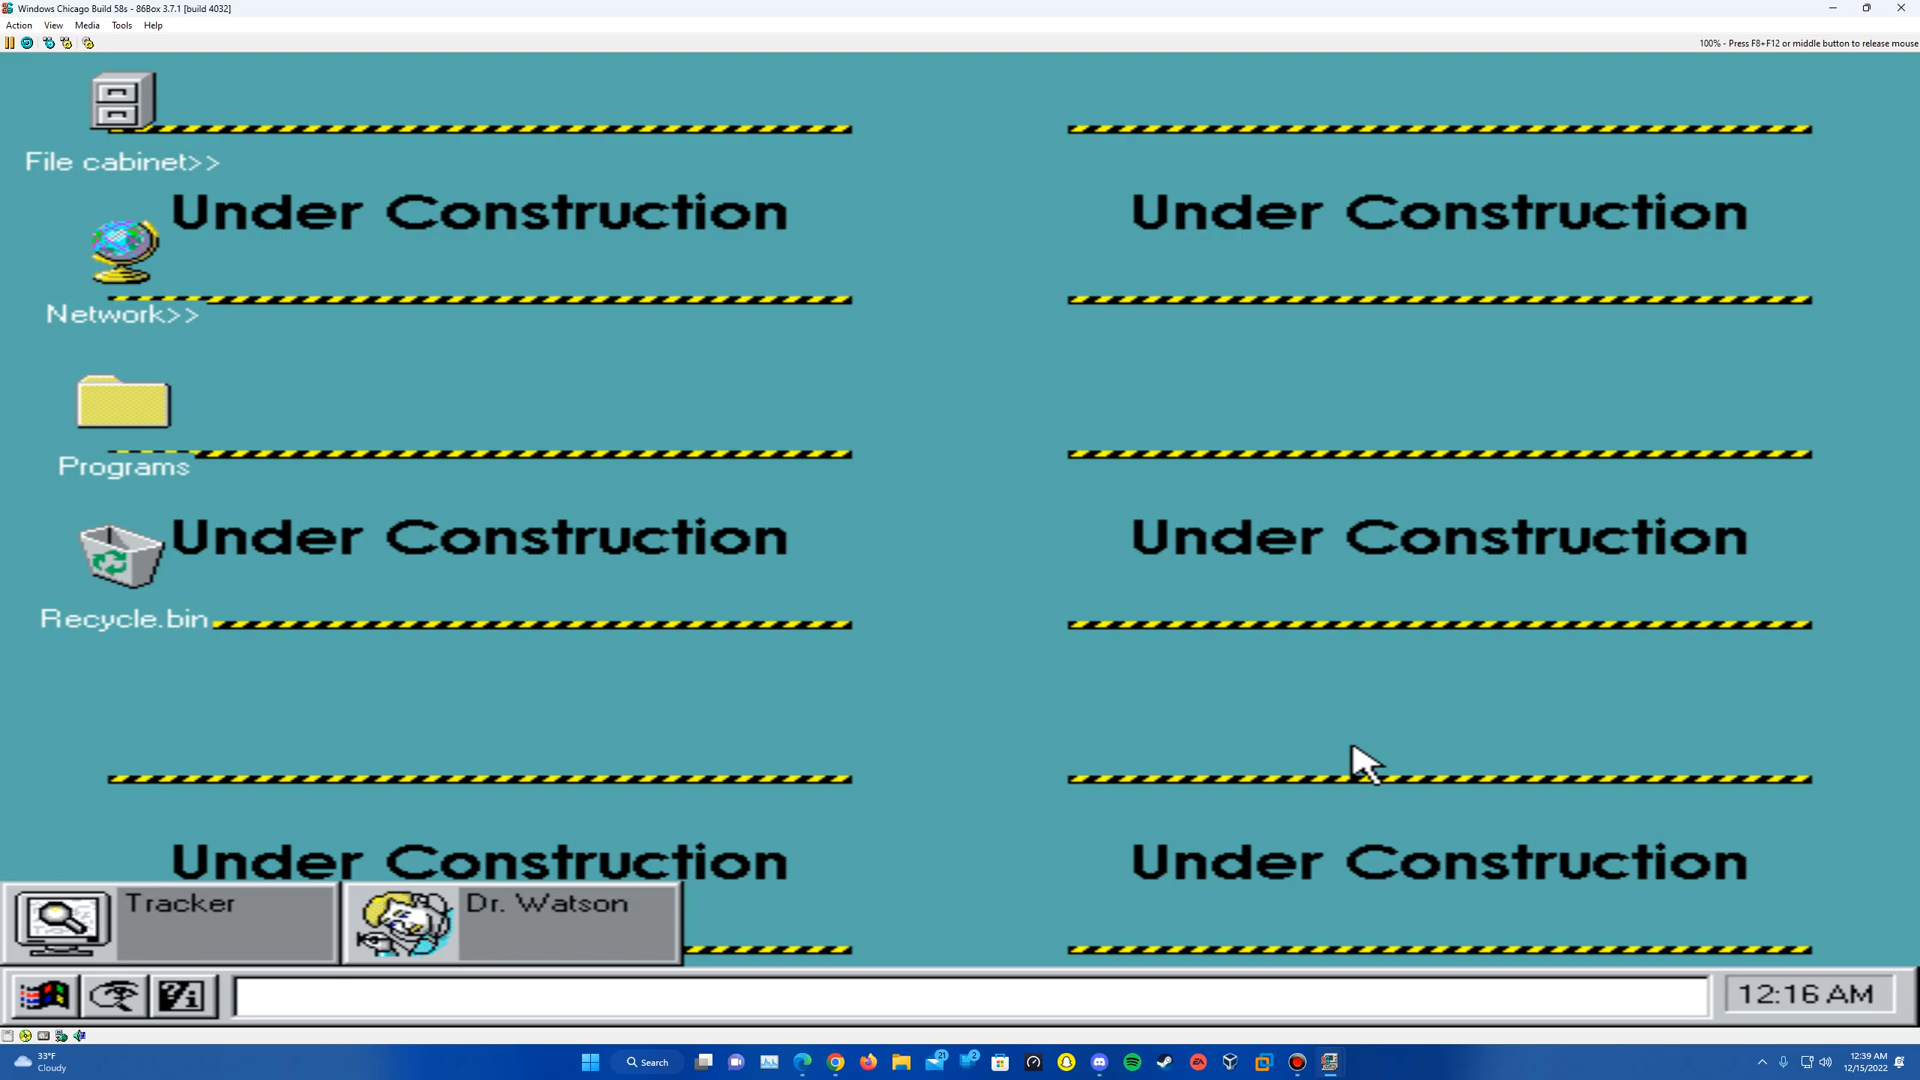 Windows Chicago Build 58s - 86Box 3.7.1 [build 4032]
Action View Media Tools Help
100% - Press F8+F12 or middle button to release mouse
File cabinet>>
Under Construction Under Construction
Network>>
Programs
Under Construction Under Construction
Recycle.bin
Under Construction Under Construction
Tracker Dr. Watson
12:16 AM
33°F
Cloudy
Search
21
2
EA
12:39 AM
12/15/2022